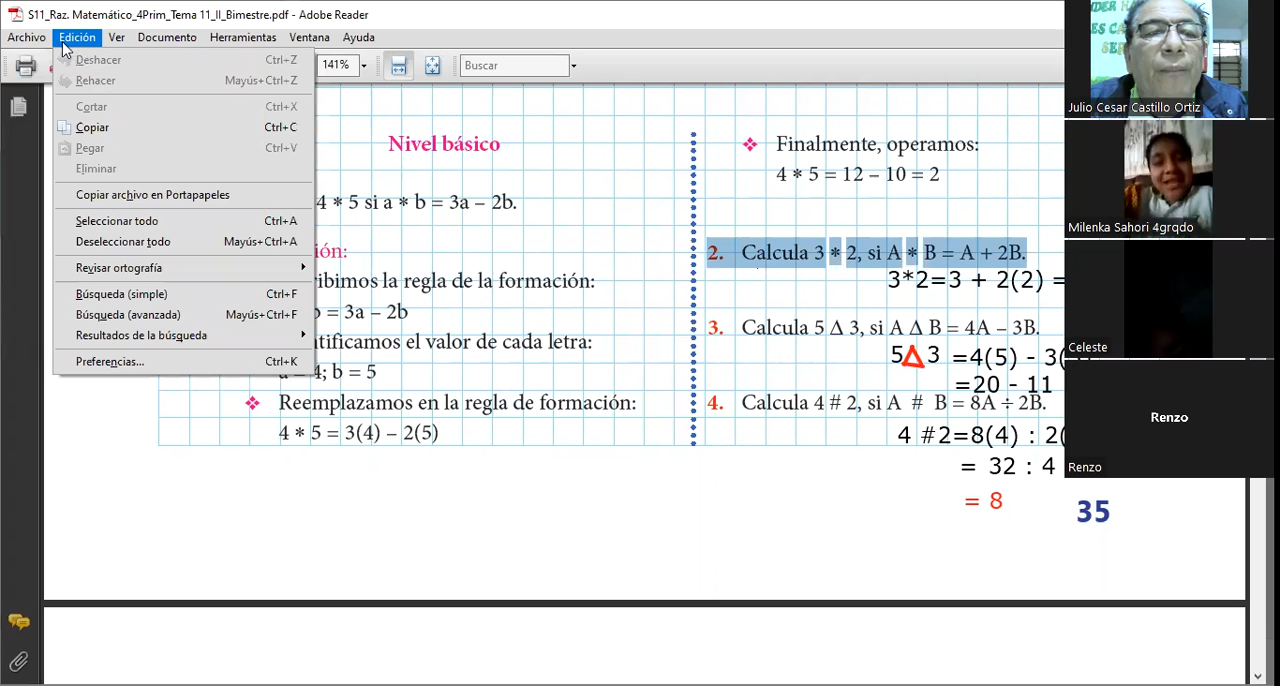 S11_Raz. Matemático_4Prim_Tema 11_II_Bimestre.pdf - Adobe Reader
Archivo Edición Ver Documento Herramientas Ventana Ayuda
141% Buscar
Deshacer Ctrl+Z
Rehacer Mayús+Ctrl+Z
Cortar Ctrl+X
Copiar Ctrl+C
Pegar Ctrl+V
Eliminar
Copiar archivo en Portapapeles
Seleccionar todo Ctrl+A
Deseleccionar todo Mayús+Ctrl+A
Revisar ortografía
Búsqueda (simple) Ctrl+F
Búsqueda (avanzada) Mayús+Ctrl+F
Resultados de la búsqueda
Preferencias... Ctrl+K
Nivel básico
4 * 5 si a * b = 3a – 2b.
ión:
ribimos la regla de la formación:
b = 3a – 2b
ntificamos el valor de cada letra:
= 4; b = 5
❖ Reemplazamos en la regla de formación:
4 * 5 = 3(4) – 2(5)
❖ Finalmente, operamos:
4 * 5 = 12 – 10 = 2
2. Calcula 3 * 2, si A * B = A + 2B.
3*2=3 + 2(2) =
3. Calcula 5 Δ 3, si A Δ B = 4A – 3B.
5Δ3 =4(5) - 3(
=20 - 11
4. Calcula 4 # 2, si A # B = 8A ÷ 2B.
4 #2=8(4) : 2(
= 32 : 4
= 8
35
Julio Cesar Castillo Ortiz
Milenka Sahori 4grqdo
Celeste
Renzo
Renzo